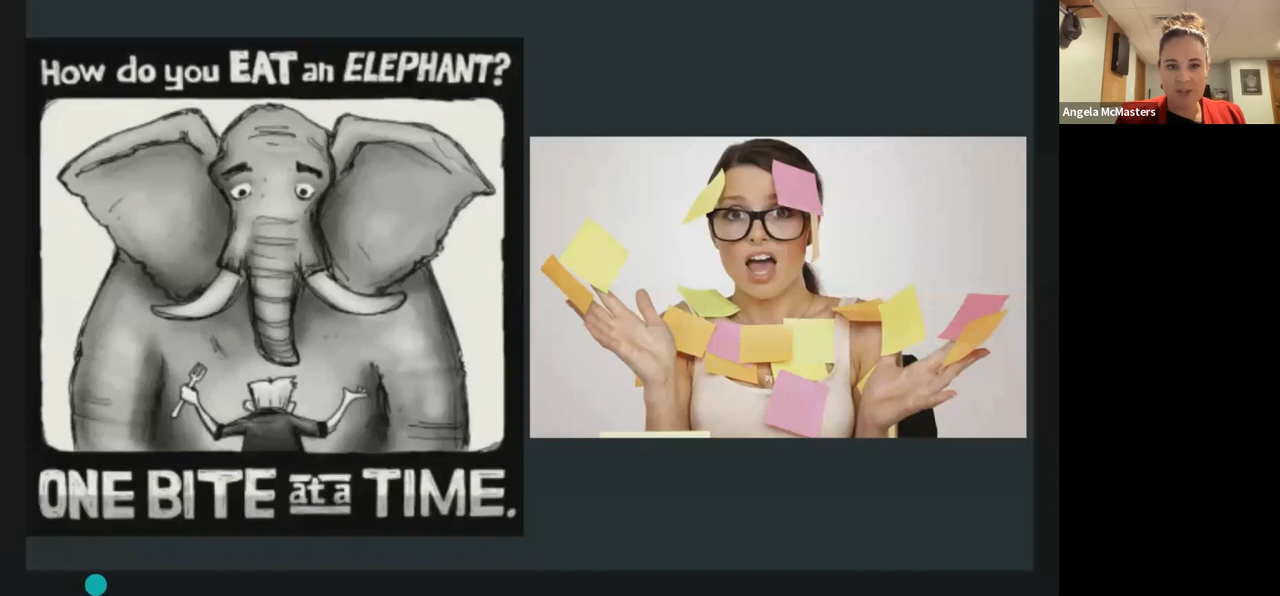 How do you EAT an ELEPHANT?
ONE BITE at a TIME.
Angela McMasters